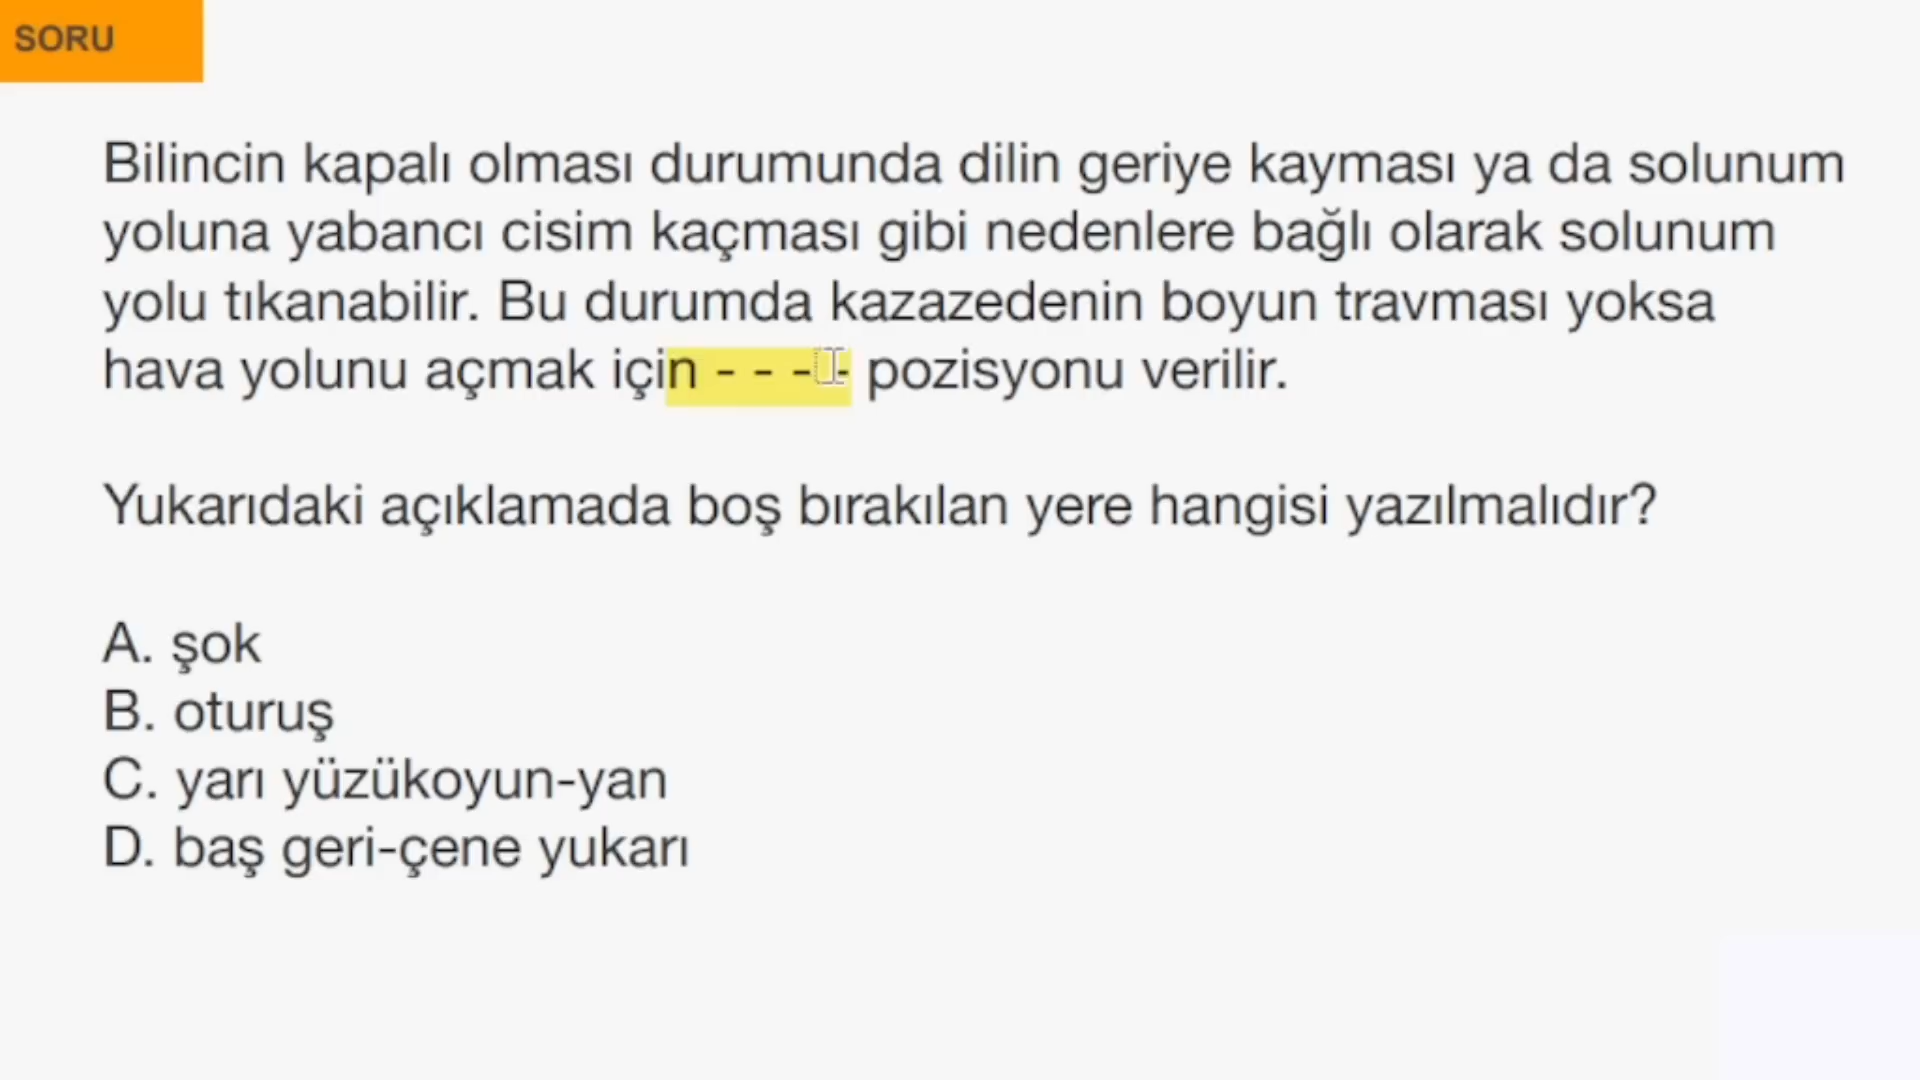 SORU
Bilincin kapalı olması durumunda dilin geriye kayması ya da solunum
yoluna yabancı cisim kaçması gibi nedenlere bağlı olarak solunum
yolu tıkanabilir. Bu durumda kazazedenin boyun travması yoksa
hava yolunu açmak için - - - - pozisyonu verilir.
Yukarıdaki açıklamada boş bırakılan yere hangisi yazılmalıdır?
A. şok
B. oturuş
C. yarı yüzükoyun-yan
D. baş geri-çene yukarı